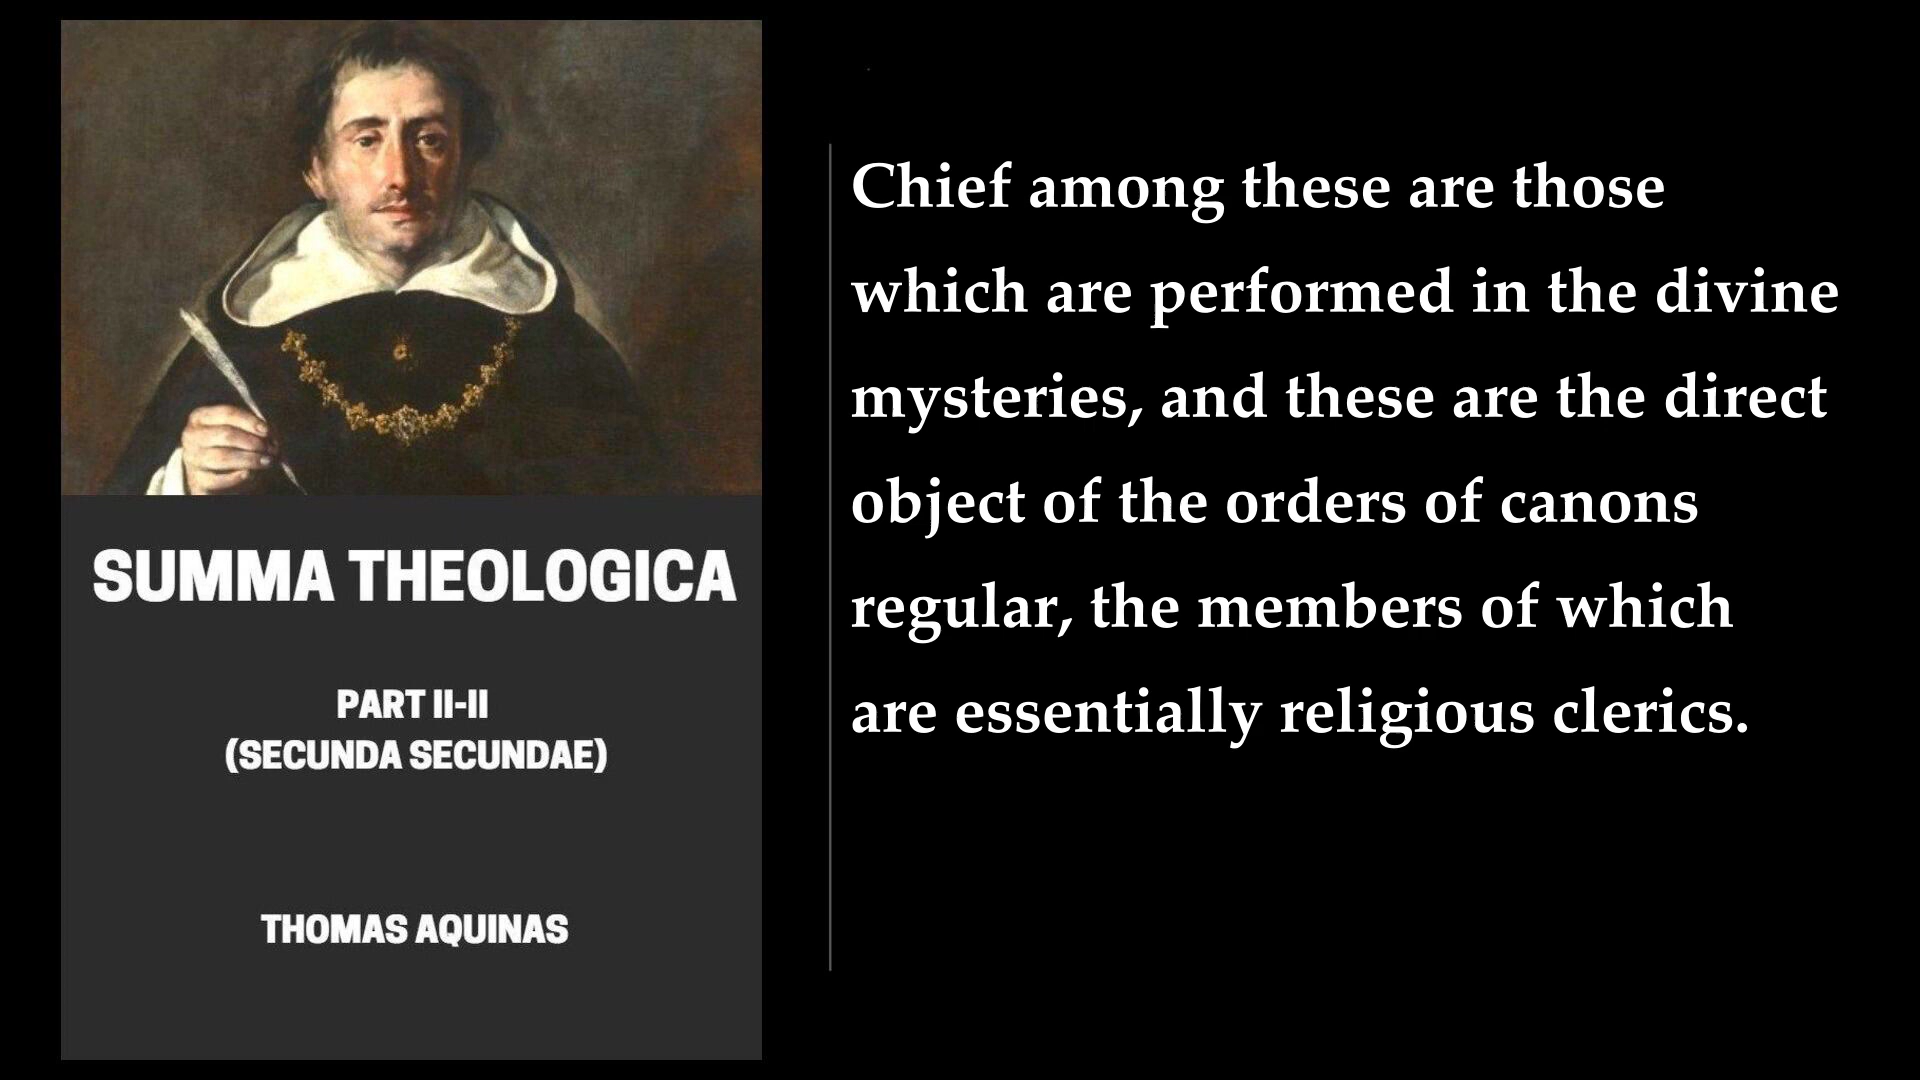 SUMMA THEOLOGICA
PART II-II
(SECUNDA SECUNDAE)
THOMAS AQUINAS
Chief among these are those
which are performed in the divine
mysteries, and these are the direct
object of the orders of canons
regular, the members of which
are essentially religious clerics.